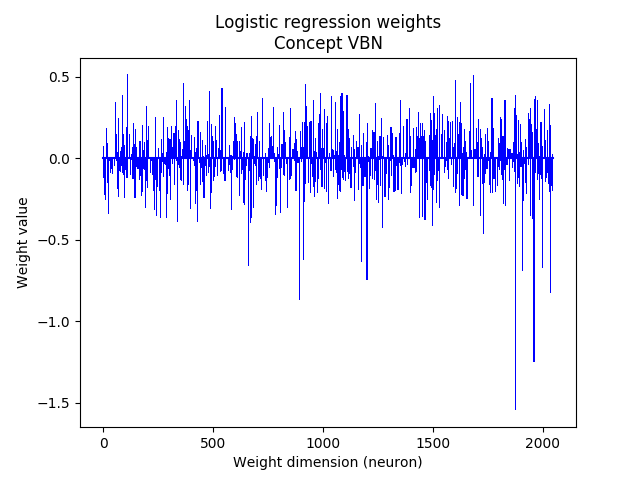 Logistic regression weights
Concept VBN
0.5
0.0
−0.5
−1.0
−1.5
Weight value
0 500 1000 1500 2000
Weight dimension (neuron)